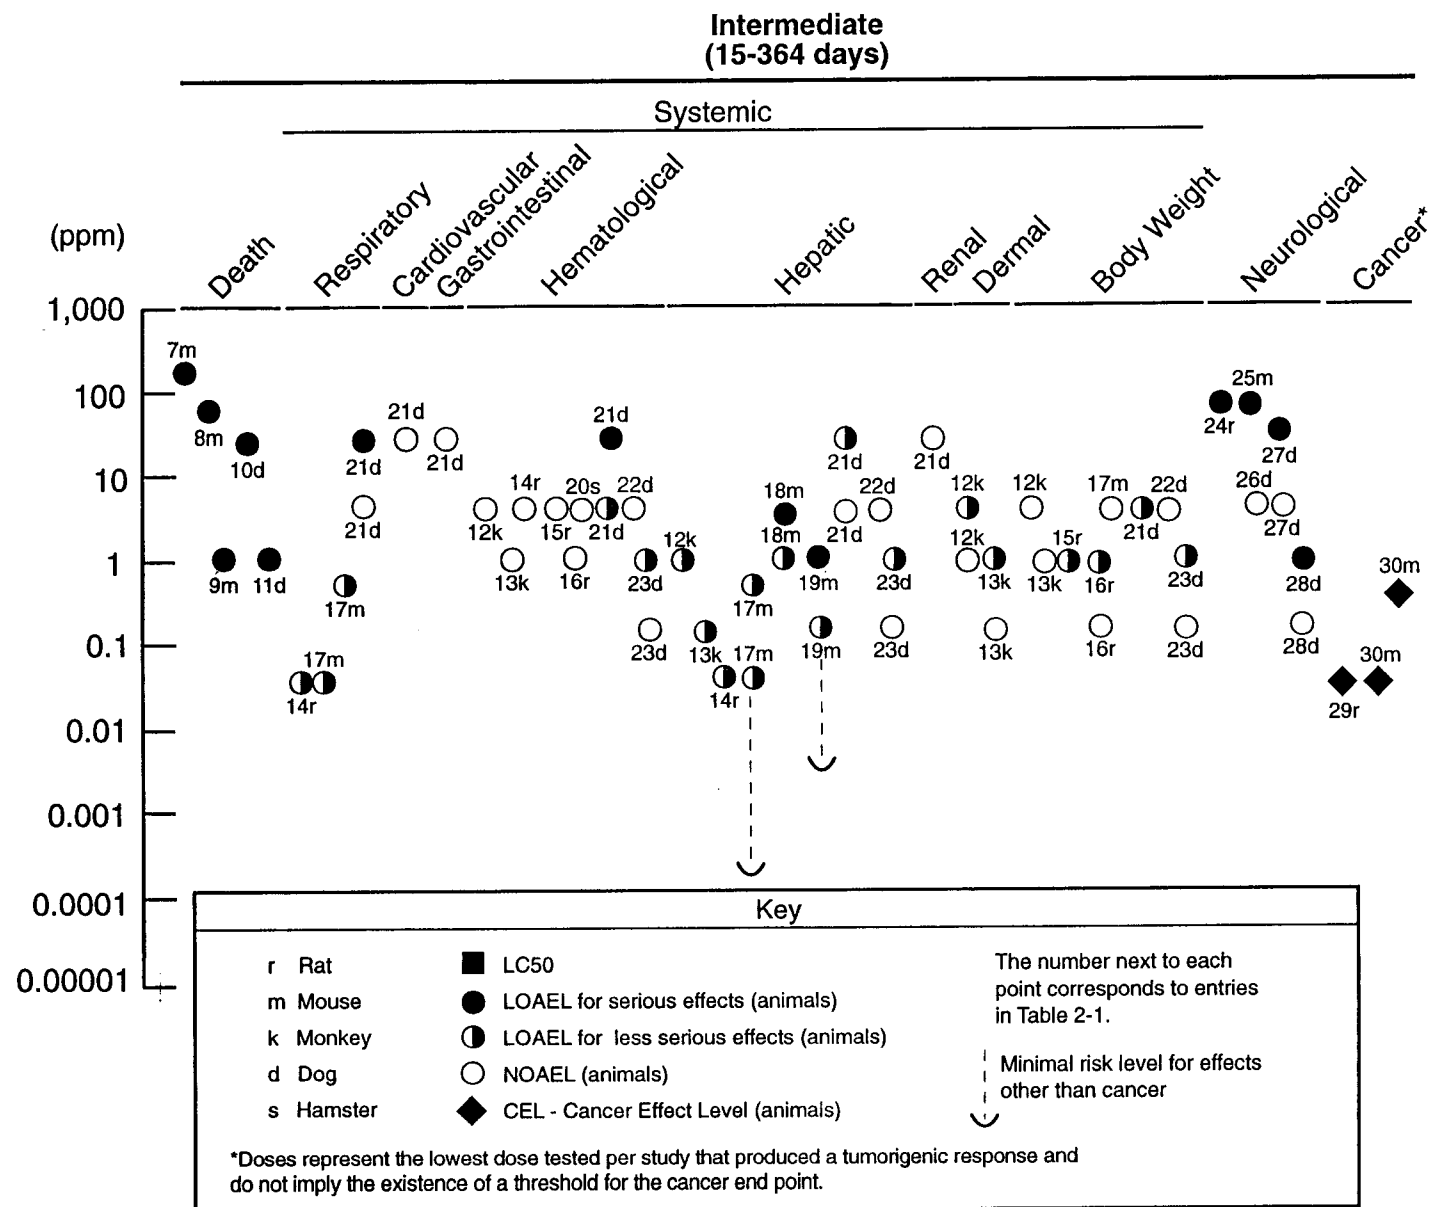 Intermediate
(15-364 days)
Systemic
(ppm)
Death
Respiratory
Cardiovascular
Gastrointestinal
Hematological
Hepatic
Renal
Dermal
Body Weight
Neurological
Cancer*
1,000
100
10
1
0.1
0.01
0.001
0.0001
0.00001
7m
8m
10d
9m
11d
14r
17m
17m
21d
21d
21d
21d
12k
13k
14r
15r
20s
16r
21d
21d
22d
23d
23d
12k
13k
14r
17m
17m
18m
18m
19m
19m
21d
21d
22d
23d
23d
21d
12k
12k
13k
13k
12k
13k
15r
16r
16r
17m
21d
22d
23d
23d
24r
25m
27d
26d
27d
28d
28d
29r
30m
30m
Key
r Rat
m Mouse
k Monkey
d Dog
s Hamster
LC50
LOAEL for serious effects (animals)
LOAEL for less serious effects (animals)
NOAEL (animals)
CEL - Cancer Effect Level (animals)
The number next to each
point corresponds to entries
in Table 2-1.
Minimal risk level for effects
other than cancer
*Doses represent the lowest dose tested per study that produced a tumorigenic response and
do not imply the existence of a threshold for the cancer end point.